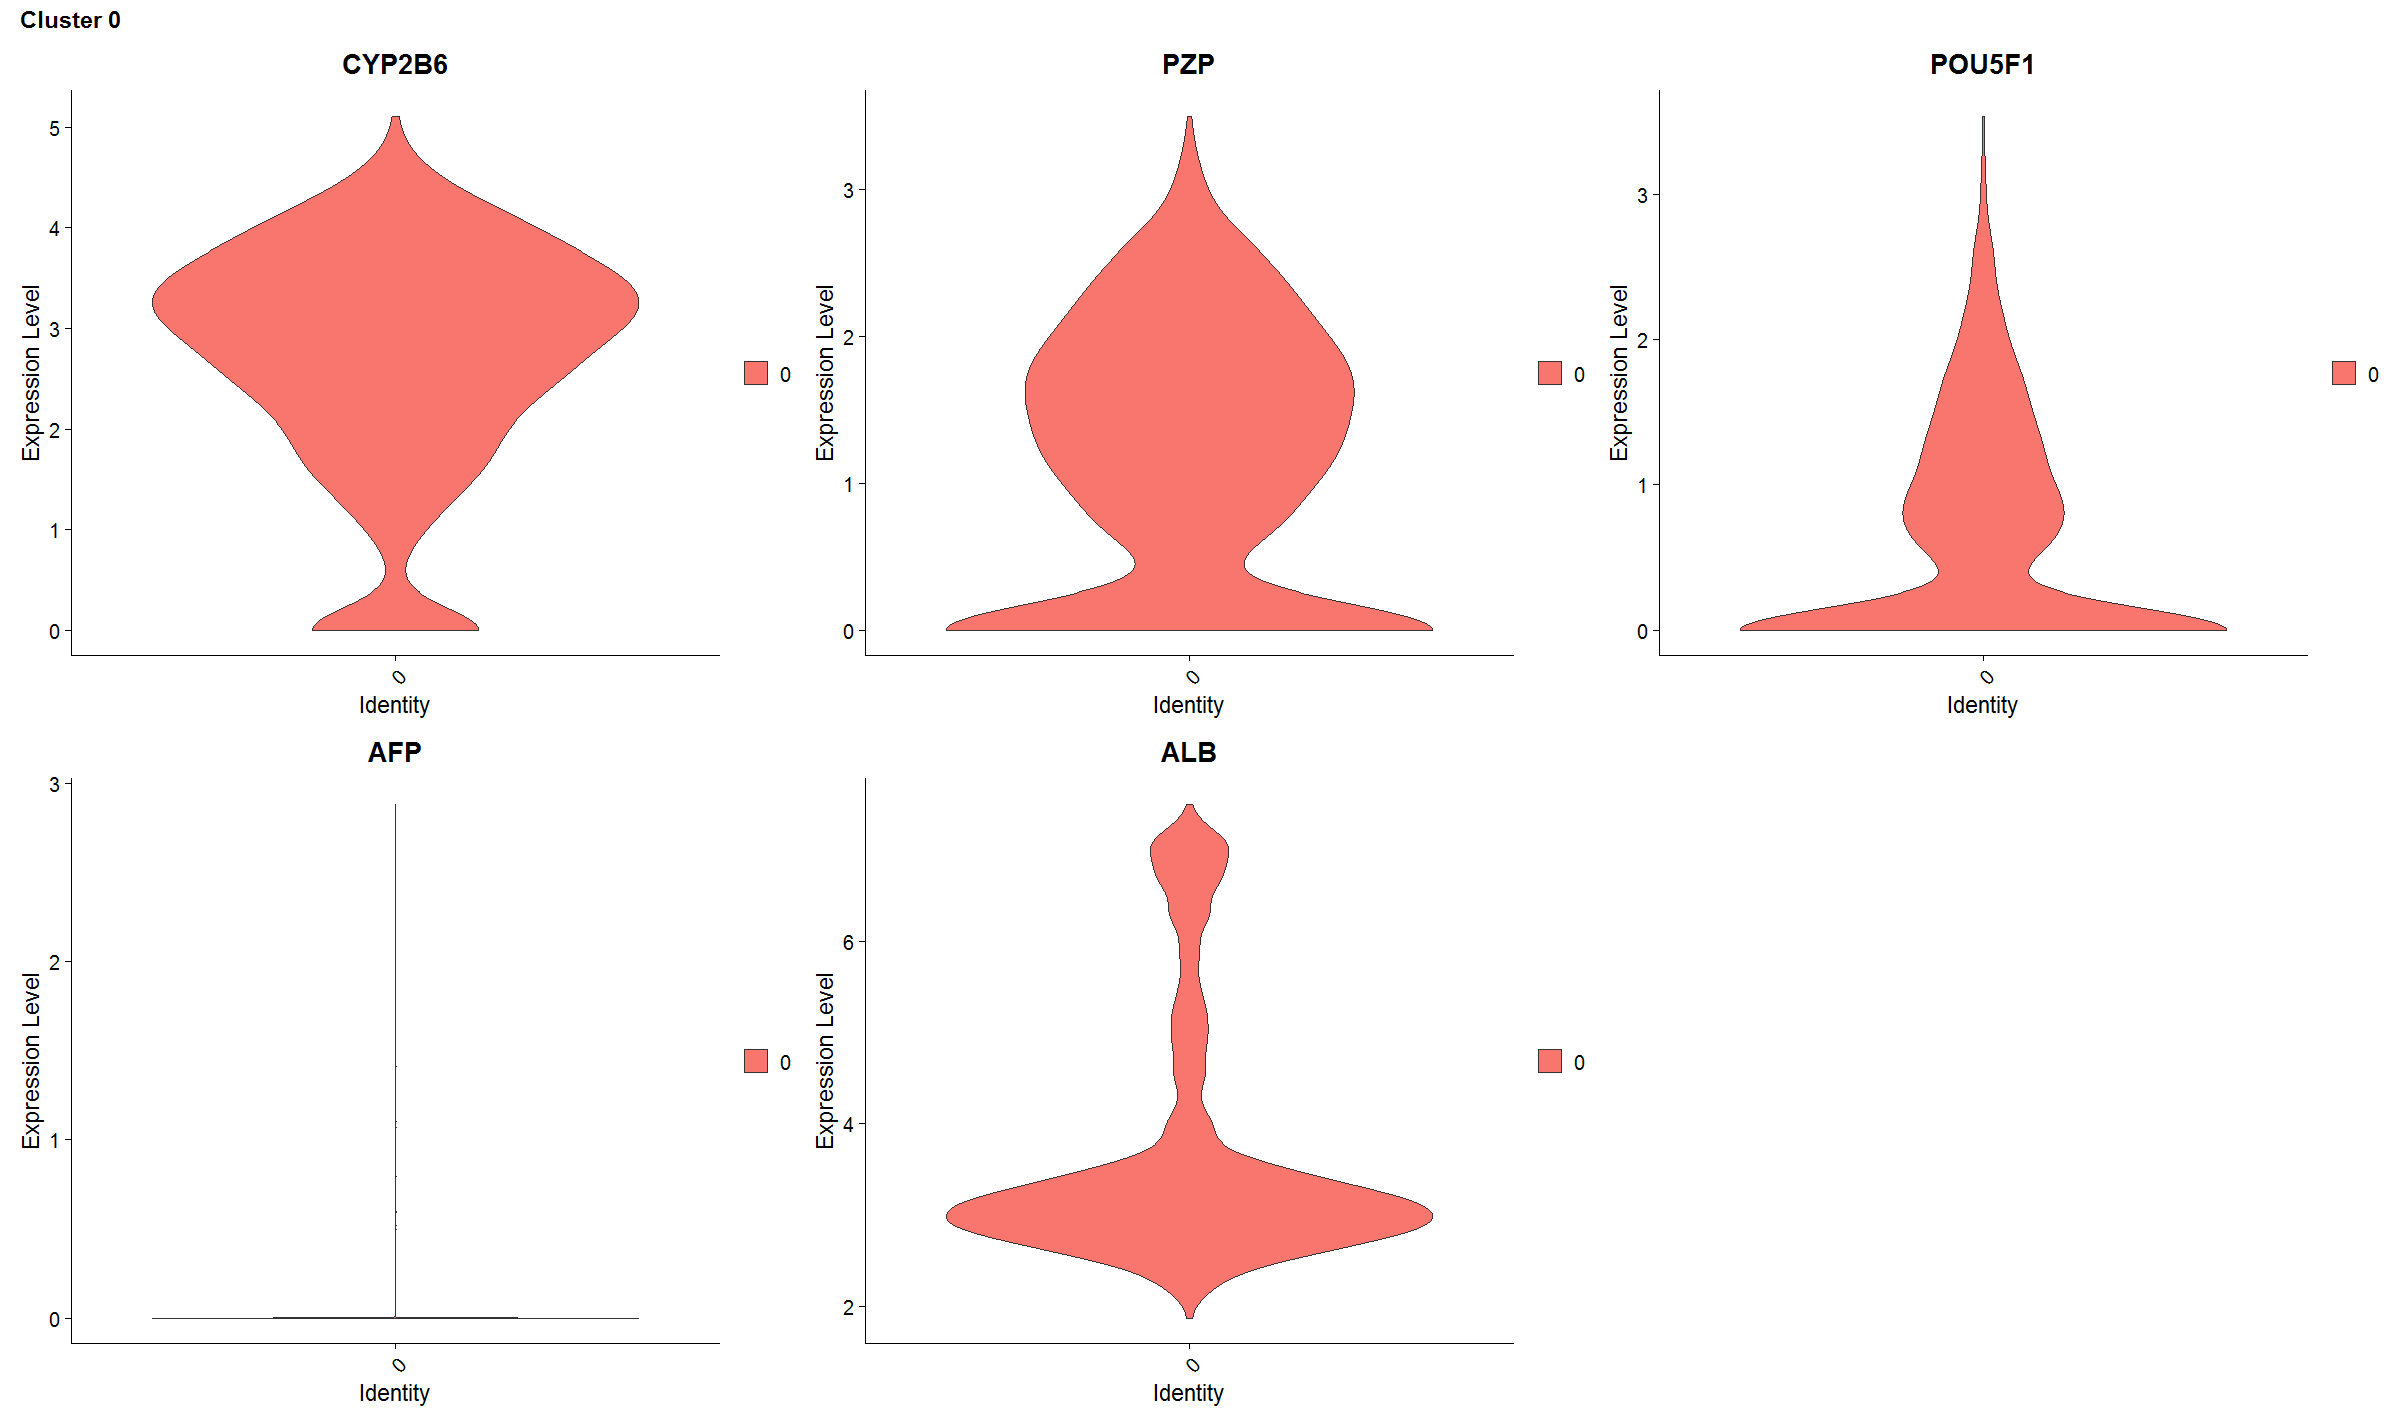 Cluster 0
CYP2B6
Expression Level
5
4
3
2
1
0
0
Identity
0
PZP
Expression Level
3
2
1
0
0
Identity
0
POU5F1
Expression Level
3
2
1
0
0
Identity
0
AFP
Expression Level
3
2
1
0
0
Identity
0
ALB
Expression Level
6
4
2
0
Identity
0